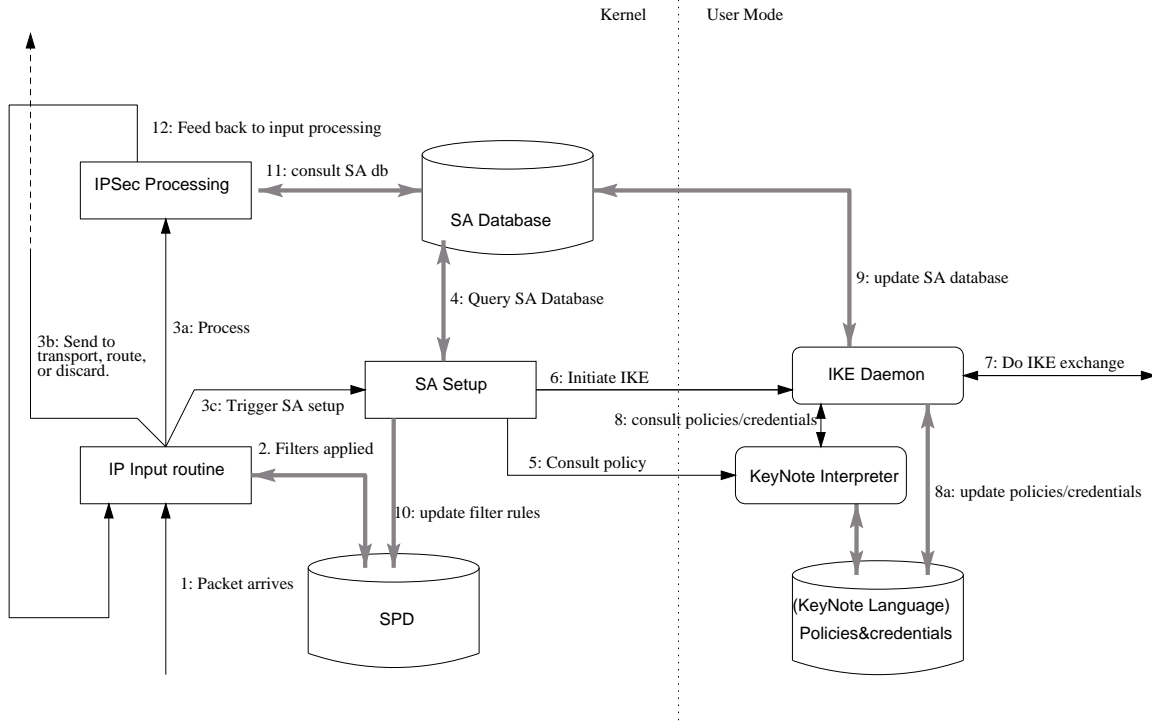 Kernel
User Mode
12: Feed back to input processing
IPSec Processing
11: consult SA db
SA Database
9: update SA database
4: Query SA Database
3a: Process
3b: Send to
transport, route,
or discard.
SA Setup
6: Initiate IKE
IKE Daemon
7: Do IKE exchange
3c: Trigger SA setup
8: consult policies/credentials
2. Filters applied
IP Input routine
5: Consult policy
KeyNote Interpreter
8a: update policies/credentials
10: update filter rules
1: Packet arrives
SPD
(KeyNote Language)
Policies&credentials